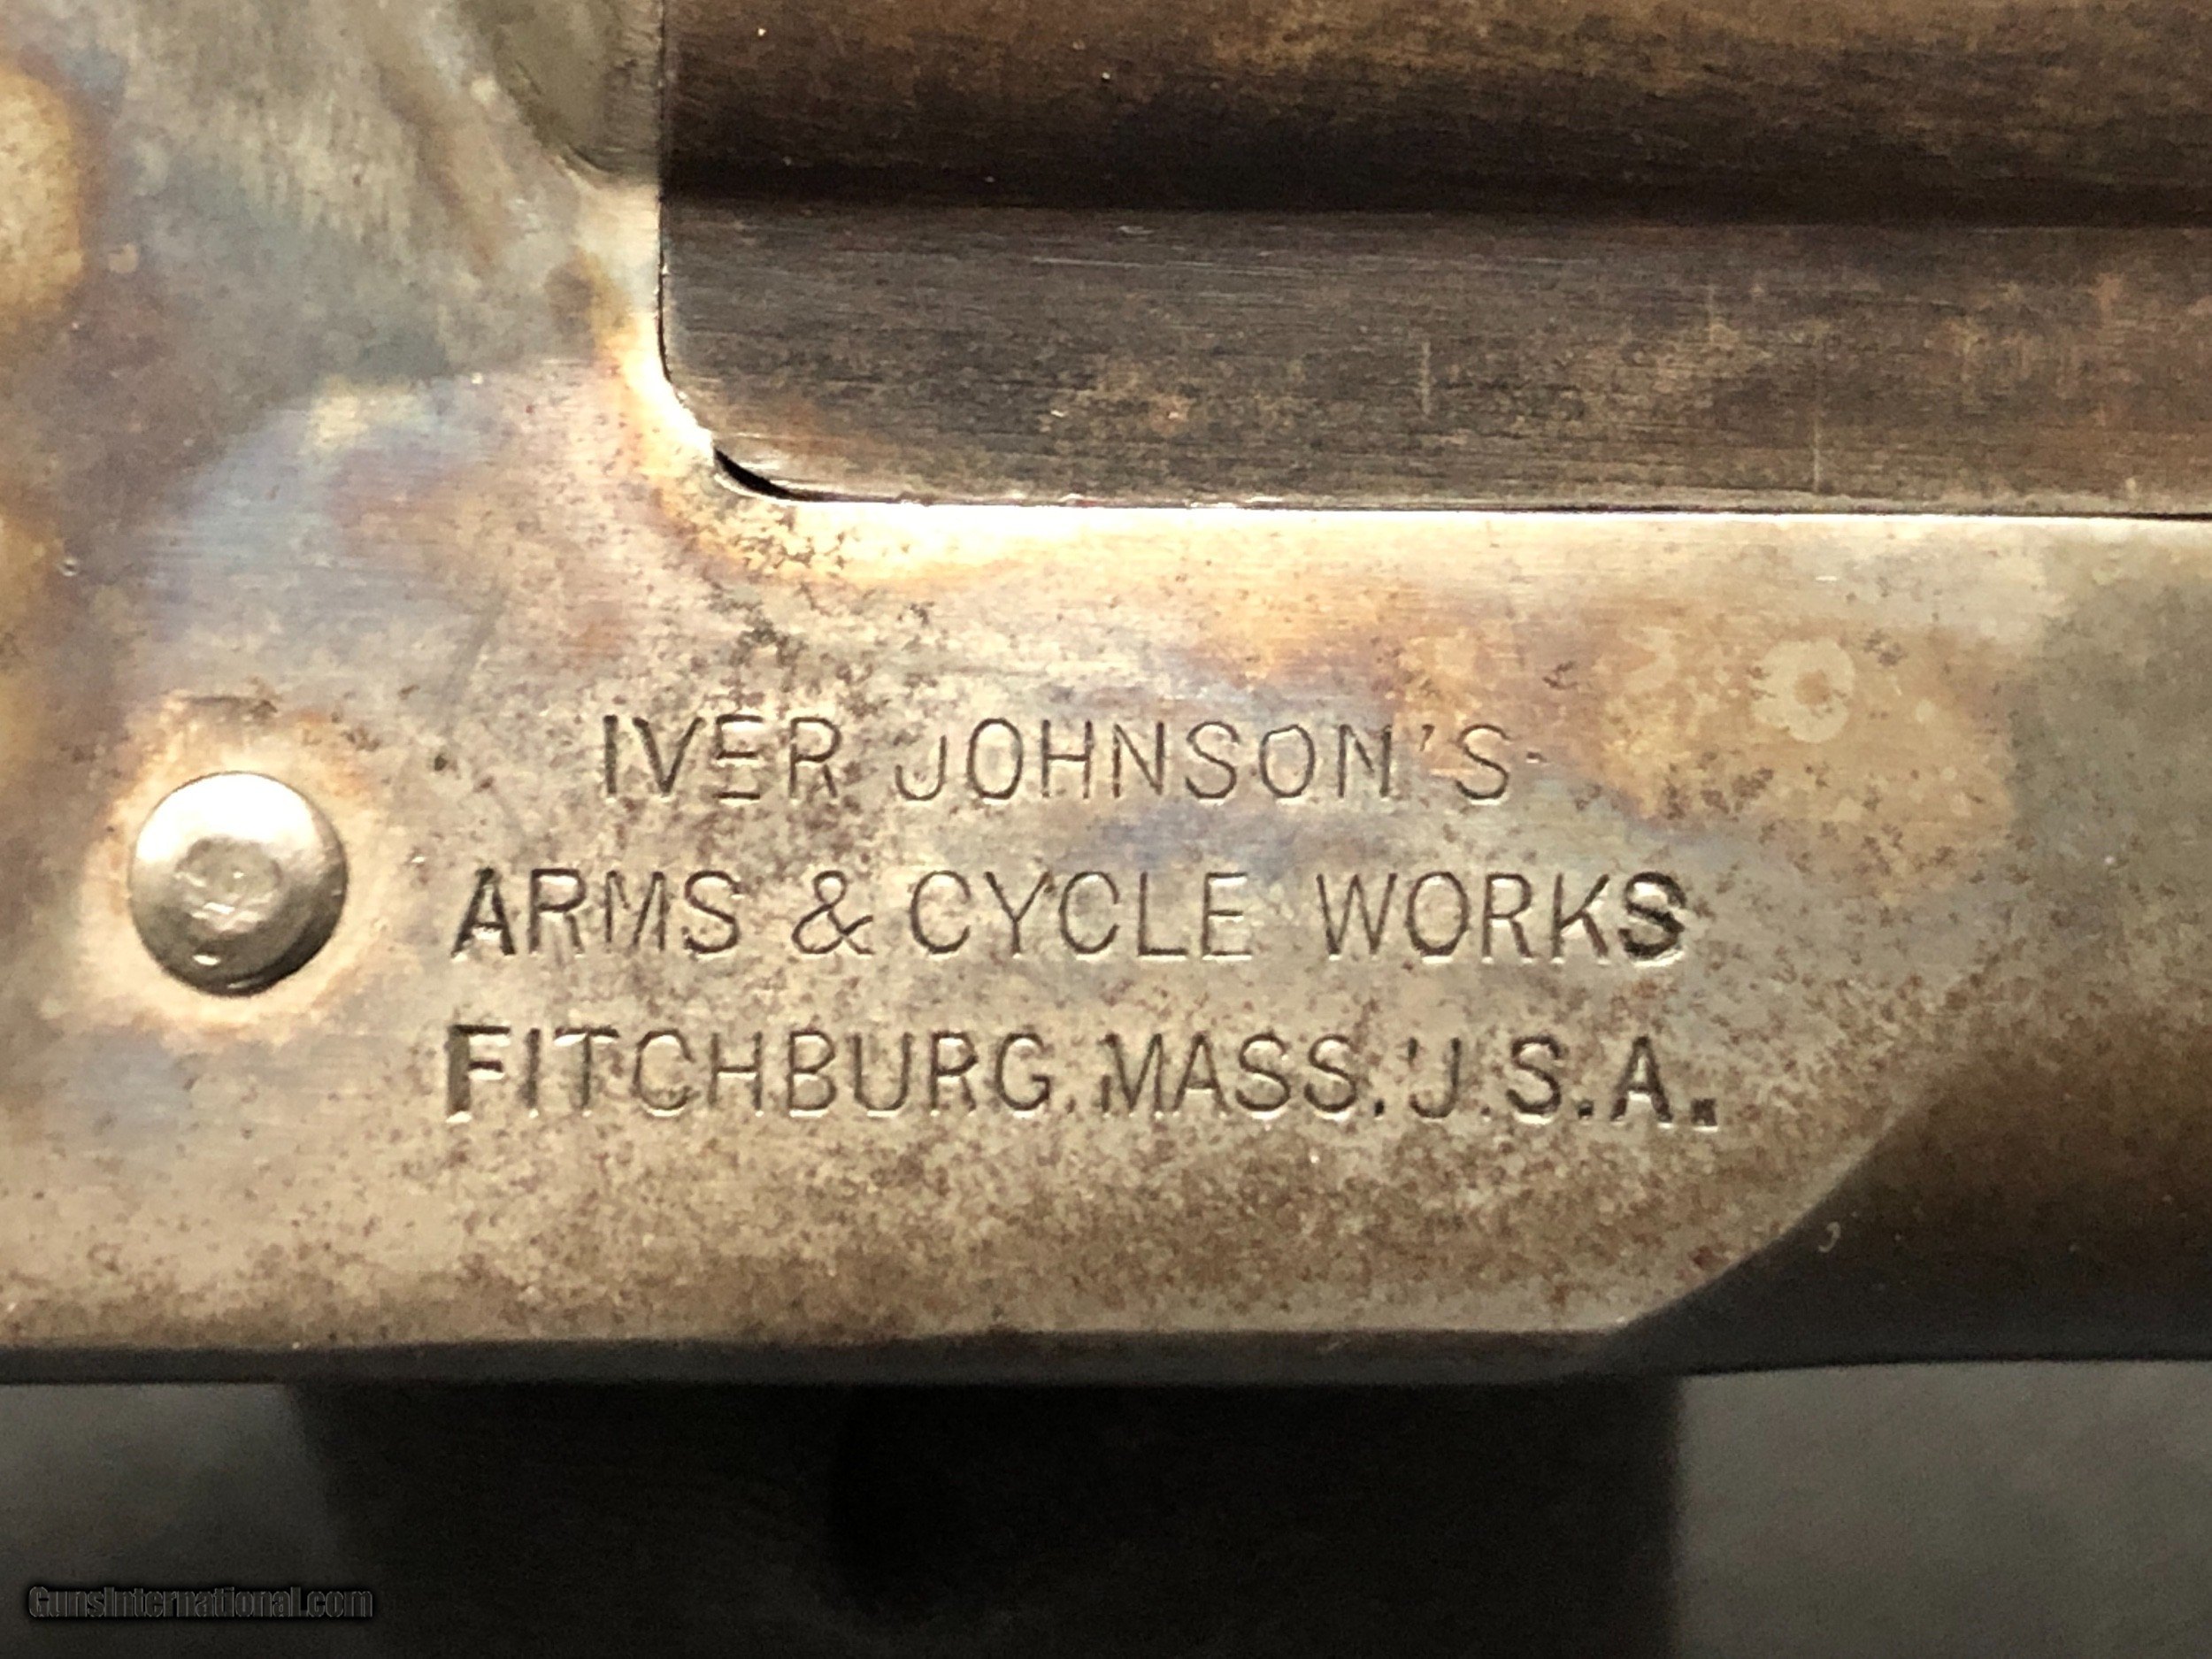 IVER JOHNSON'S
ARMS & CYCLE WORKS
FITCHBURG. MASS. U.S.A.
GunsInternational.com